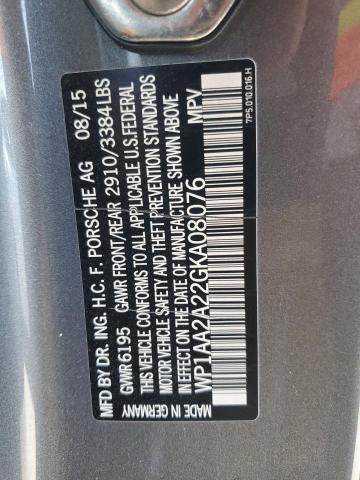 MFD BY DR. ING. H.C. F. PORSCHE AG 08/15
GVWR 6195 GAWR FRONT/REAR 2910/3384LBS
THIS VEHICLE CONFORMS TO ALL APPLICABLE U.S. FEDERAL
MOTOR VEHICLE SAFETY AND THEFT PREVENTION STANDARDS
IN EFFECT ON THE DATE OF MANUFACTURE SHOWN ABOVE
WP1AA2A22GKA08076 MPV
MADE IN GERMANY
7P5.010.016.H